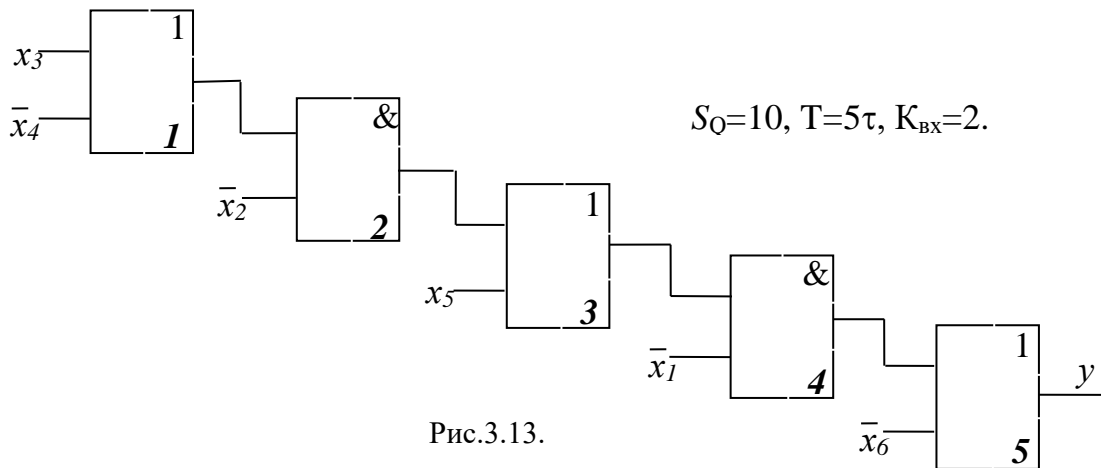 1
x₃
x̄₄
1
&
x̄₂
2
S_Q=10, T=5τ, K_вх=2.
1
x₅
3
&
x̄₁
4
1
y
x̄₆
5
Рис.3.13.